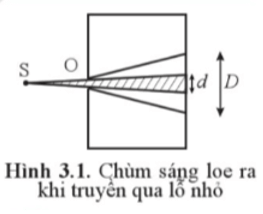 S O d D
Hình 3.1. Chùm sáng loe ra
khi truyền qua lỗ nhỏ